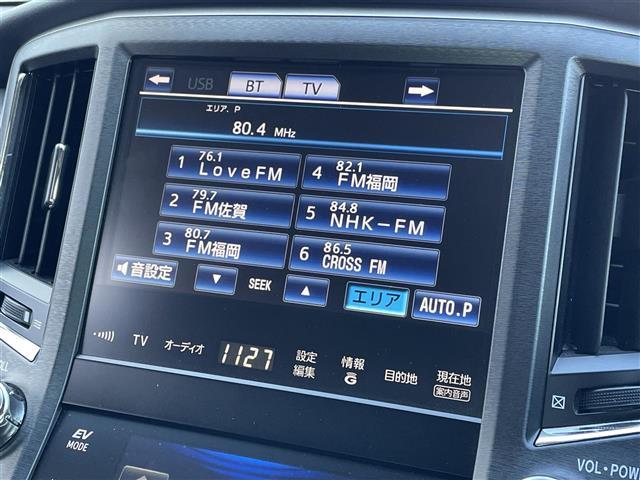 USB BT TV
エリア. P
80.4 MHz
1 76.1 LoveFM
4 82.1 FM福岡
2 79.7 FM佐賀
5 84.8 NHK-FM
3 80.7 FM福岡
6 86.5 CROSS FM
音設定 ▼ SEEK ▲ エリア AUTO.P
TV オーディオ 1127 設定編集 情報G 目的地 現在地
案内音声
EV
MODE
VOL・POW